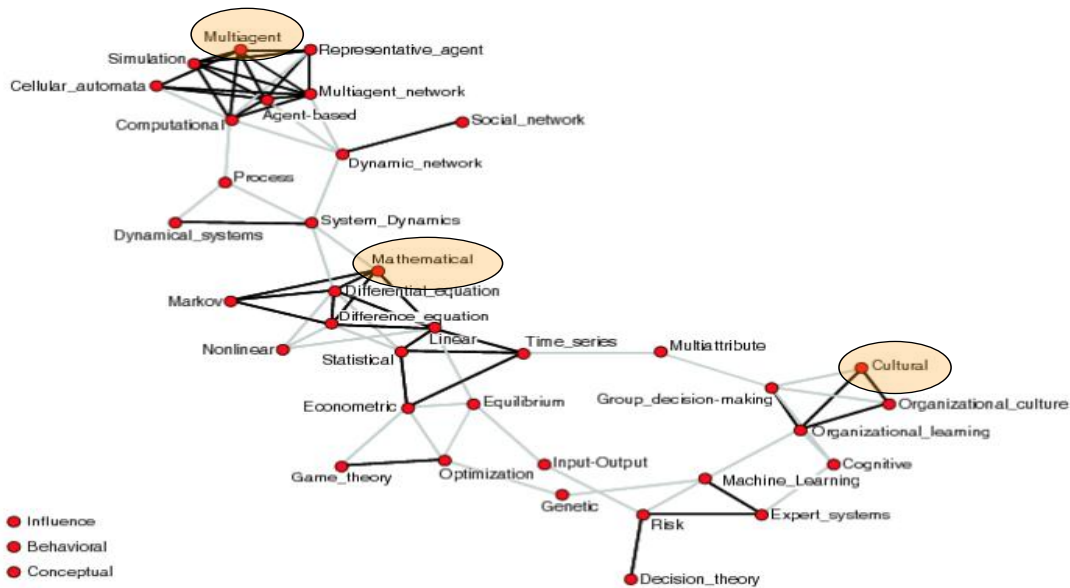 Multiagent
Representative_agent
Simulation
Cellular_automata
Multiagent_network
Agent-based
Computational
Social_network
Dynamic_network
Process
System_Dynamics
Dynamical_systems
Mathematical
Differential_equation
Markov
Difference_equation
Linear
Time_series
Nonlinear
Statistical
Multiattribute
Cultural
Group_decision-making
Organizational_culture
Econometric
Equilibrium
Organizational_learning
Game_theory
Optimization
Input-Output
Cognitive
Machine_Learning
Genetic
Risk
Expert_systems
Influence
Behavioral
Conceptual
Decision_theory